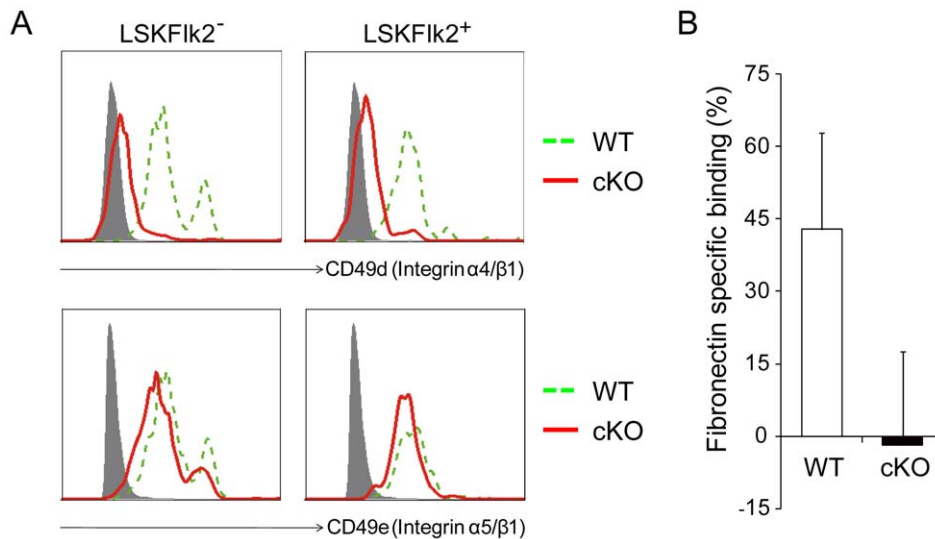 A
LSKFlk2⁻
LSKFlk2⁺
WT
cKO
CD49d (Integrin α4/β1)
WT
cKO
CD49e (Integrin α5/β1)
B
Fibronectin specific binding (%)
75
60
45
30
15
0
-15
WT
cKO